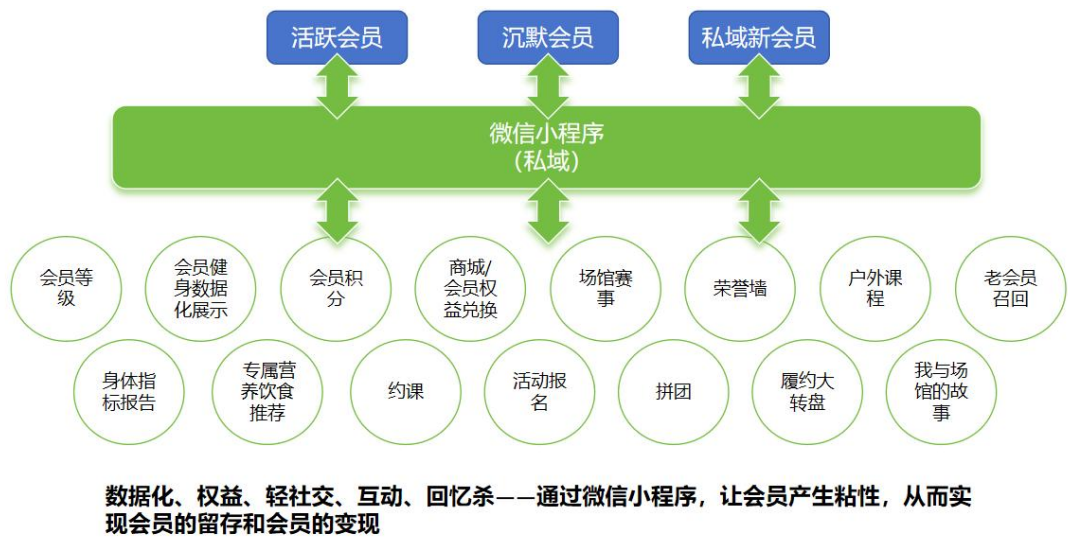 活跃会员
沉默会员
私域新会员
微信小程序
（私域）
会员等
级
会员健
身数据
化展示
会员积
分
商城/
会员权
益兑换
场馆赛
事
荣誉墙
户外课
程
老会员
召回
身体指
标报告
专属营
养饮食
推荐
约课
活动报
名
拼团
履约大
转盘
我与场
馆的故
事
数据化、权益、轻社交、互动、回忆杀——通过微信小程序，让会员产生粘性，从而实
现会员的留存和会员的变现